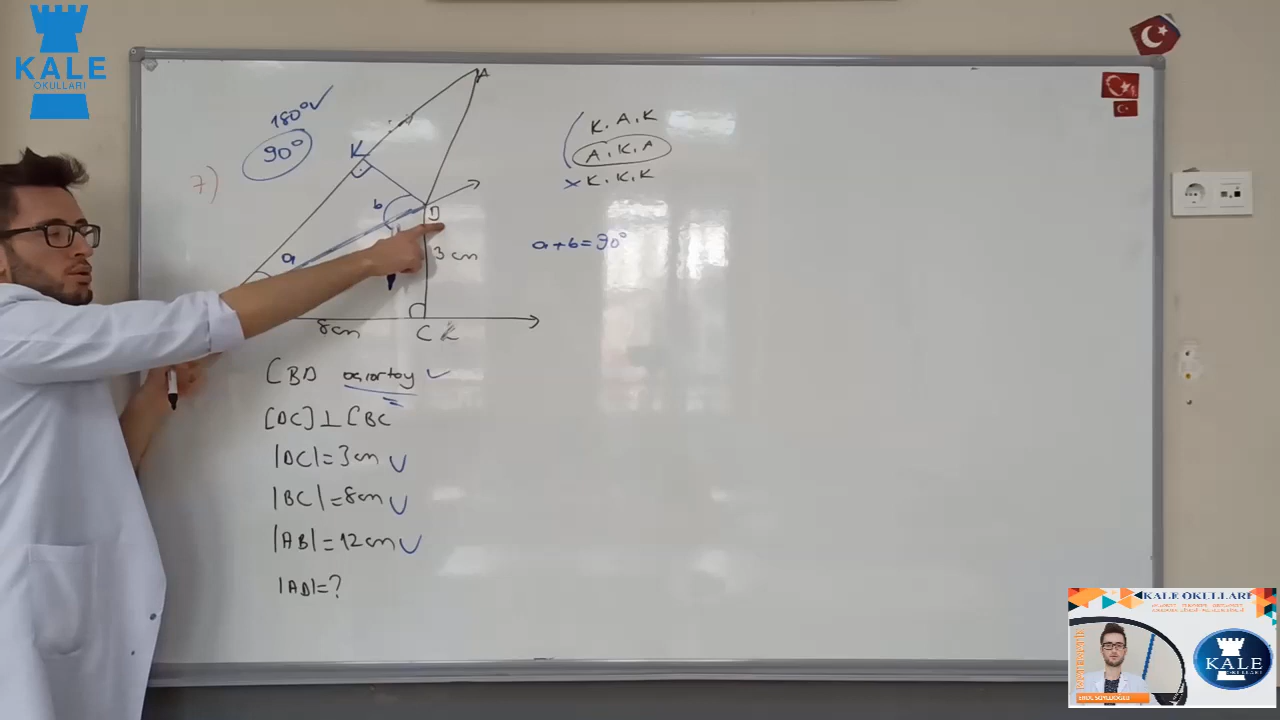 KALE
OKULLARI
180°
90°
7)
A
K
b
D
a
3 cm
8cm
C
K.A.K
A.K.A
K.K.K
a+b=90°
[BD açıortay
[DC]⊥[BC
|DC|=3cm
|BC|=8cm
|AB|=12cm
|AD|=?
KALE OKULLARI
KALE
OKULLARI